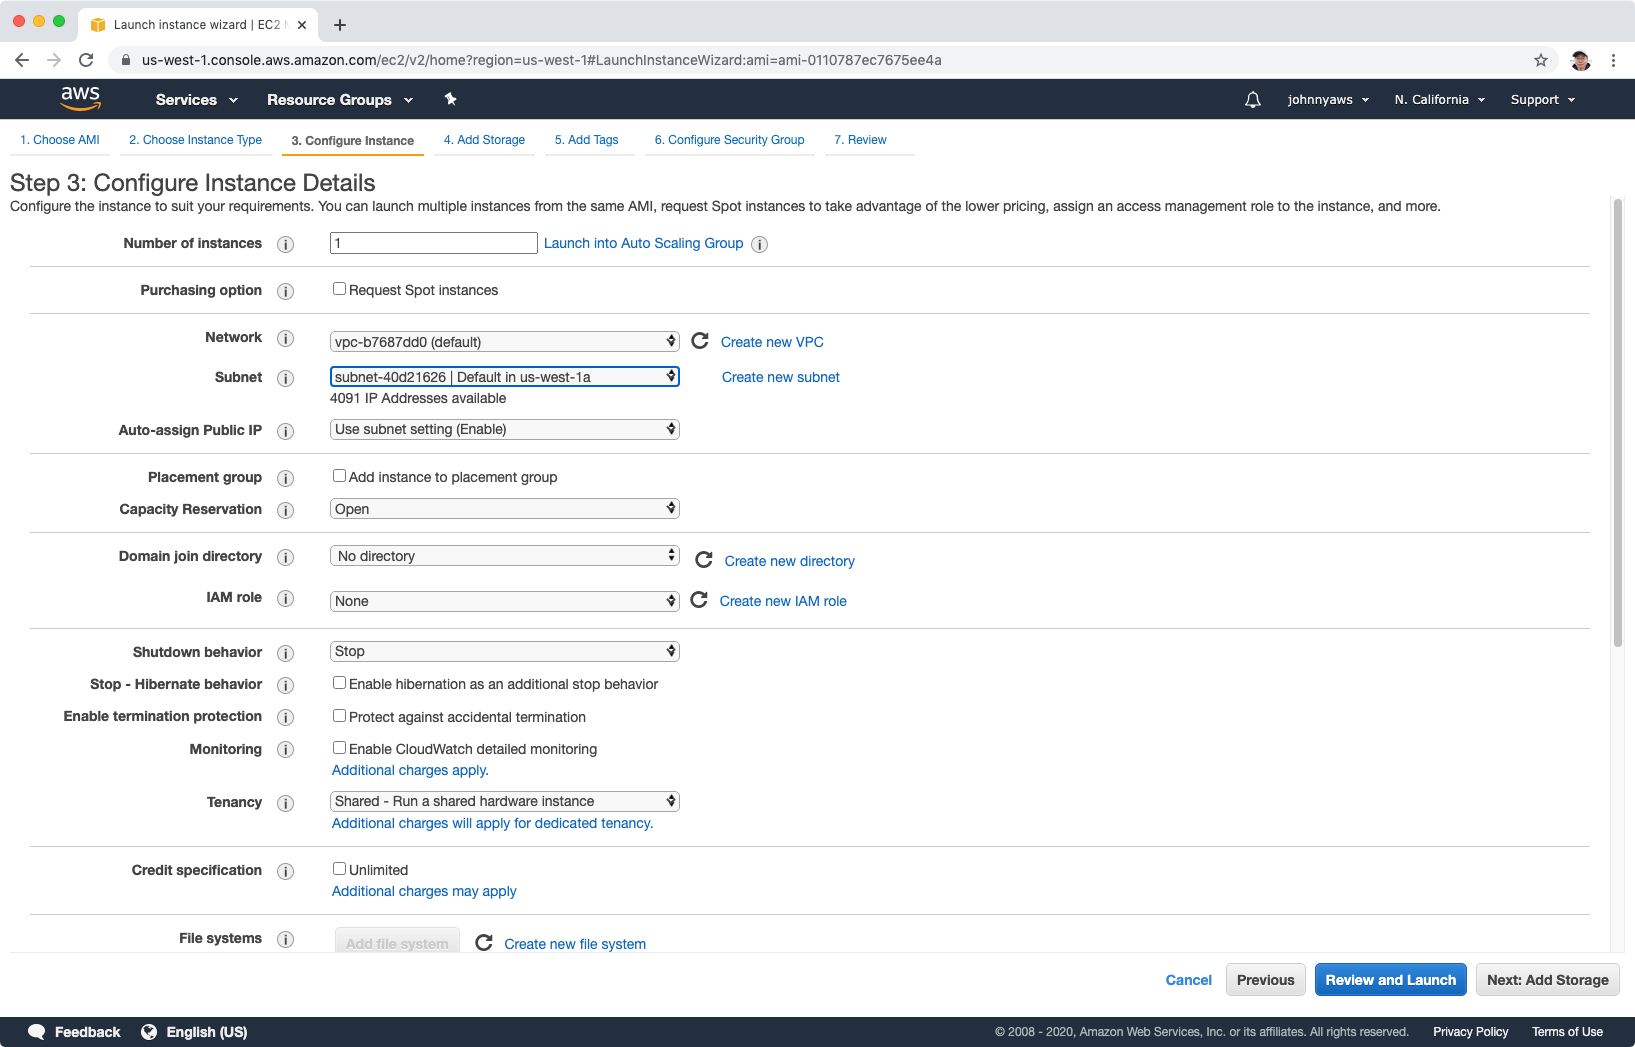 Launch instance wizard | EC2
us-west-1.console.aws.amazon.com/ec2/v2/home?region=us-west-1#LaunchInstanceWizard:ami=ami-0110787ec7675ee4a
aws Services Resource Groups johnnyaws N. California Support
1. Choose AMI 2. Choose Instance Type 3. Configure Instance 4. Add Storage 5. Add Tags 6. Configure Security Group 7. Review
Step 3: Configure Instance Details
Configure the instance to suit your requirements. You can launch multiple instances from the same AMI, request Spot instances to take advantage of the lower pricing, assign an access management role to the instance, and more.
Number of instances i 1 Launch into Auto Scaling Group i
Purchasing option i Request Spot instances
Network i vpc-b7687dd0 (default) Create new VPC
Subnet i subnet-40d21626 | Default in us-west-1a Create new subnet
4091 IP Addresses available
Auto-assign Public IP i Use subnet setting (Enable)
Placement group i Add instance to placement group
Capacity Reservation i Open
Domain join directory i No directory Create new directory
IAM role i None Create new IAM role
Shutdown behavior i Stop
Stop - Hibernate behavior i Enable hibernation as an additional stop behavior
Enable termination protection i Protect against accidental termination
Monitoring i Enable CloudWatch detailed monitoring
Additional charges apply.
Tenancy i Shared - Run a shared hardware instance
Additional charges will apply for dedicated tenancy.
Credit specification i Unlimited
Additional charges may apply
File systems i Add file system Create new file system
Cancel Previous Review and Launch Next: Add Storage
Feedback English (US) © 2008 - 2020, Amazon Web Services, Inc. or its affiliates. All rights reserved. Privacy Policy Terms of Use